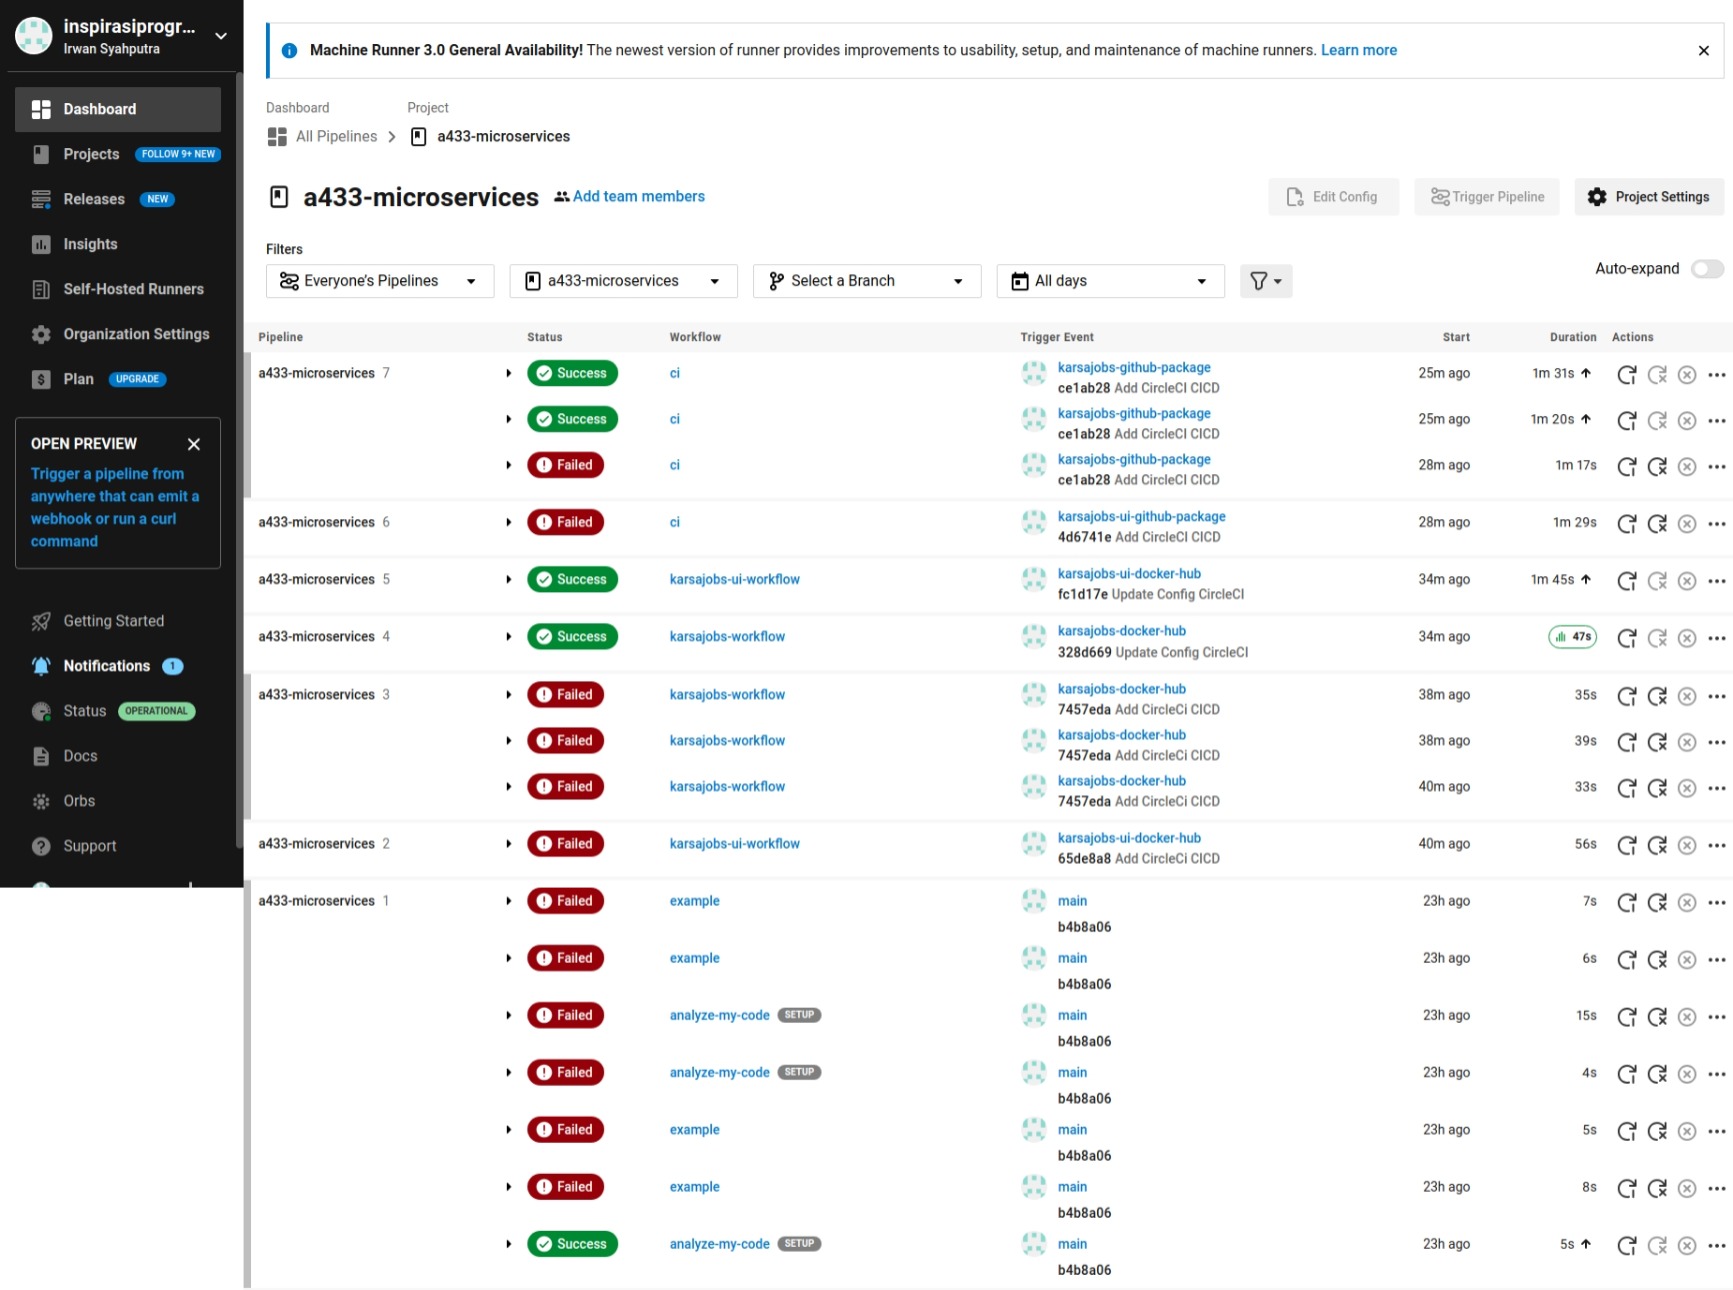 inspirasiprogr...
Irwan Syahputra
Dashboard
Projects FOLLOW 9+ NEW
Releases NEW
Insights
Self-Hosted Runners
Organization Settings
Plan UPGRADE
OPEN PREVIEW
Trigger a pipeline from
anywhere that can emit a
webhook or run a curl
command
Getting Started
Notifications 1
Status OPERATIONAL
Docs
Orbs
Support
Machine Runner 3.0 General Availability! The newest version of runner provides improvements to usability, setup, and maintenance of machine runners. Learn more
Dashboard Project
All Pipelines a433-microservices
a433-microservices Add team members
Edit Config Trigger Pipeline Project Settings
Filters
Everyone's Pipelines a433-microservices Select a Branch All days Auto-expand
Pipeline Status Workflow Trigger Event Start Duration Actions
a433-microservices 7 Success ci karsajobs-github-package 25m ago 1m 31s
ce1ab28 Add CircleCI CICD
Success ci karsajobs-github-package 25m ago 1m 20s
ce1ab28 Add CircleCI CICD
Failed ci karsajobs-github-package 28m ago 1m 17s
ce1ab28 Add CircleCI CICD
a433-microservices 6 Failed ci karsajobs-ui-github-package 28m ago 1m 29s
4d6741e Add CircleCI CICD
a433-microservices 5 Success karsajobs-ui-workflow karsajobs-ui-docker-hub 34m ago 1m 45s
fc1d17e Update Config CircleCI
a433-microservices 4 Success karsajobs-workflow karsajobs-docker-hub 34m ago 47s
328d669 Update Config CircleCI
a433-microservices 3 Failed karsajobs-workflow karsajobs-docker-hub 38m ago 35s
7457eda Add CircleCi CICD
Failed karsajobs-workflow karsajobs-docker-hub 38m ago 39s
7457eda Add CircleCi CICD
Failed karsajobs-workflow karsajobs-docker-hub 40m ago 33s
7457eda Add CircleCi CICD
a433-microservices 2 Failed karsajobs-ui-workflow karsajobs-ui-docker-hub 40m ago 56s
65de8a8 Add CircleCi CICD
a433-microservices 1 Failed example main 23h ago 7s
b4b8a06
Failed example main 23h ago 6s
b4b8a06
Failed analyze-my-code SETUP main 23h ago 15s
b4b8a06
Failed analyze-my-code SETUP main 23h ago 4s
b4b8a06
Failed example main 23h ago 5s
b4b8a06
Failed example main 23h ago 8s
b4b8a06
Success analyze-my-code SETUP main 23h ago 5s
b4b8a06